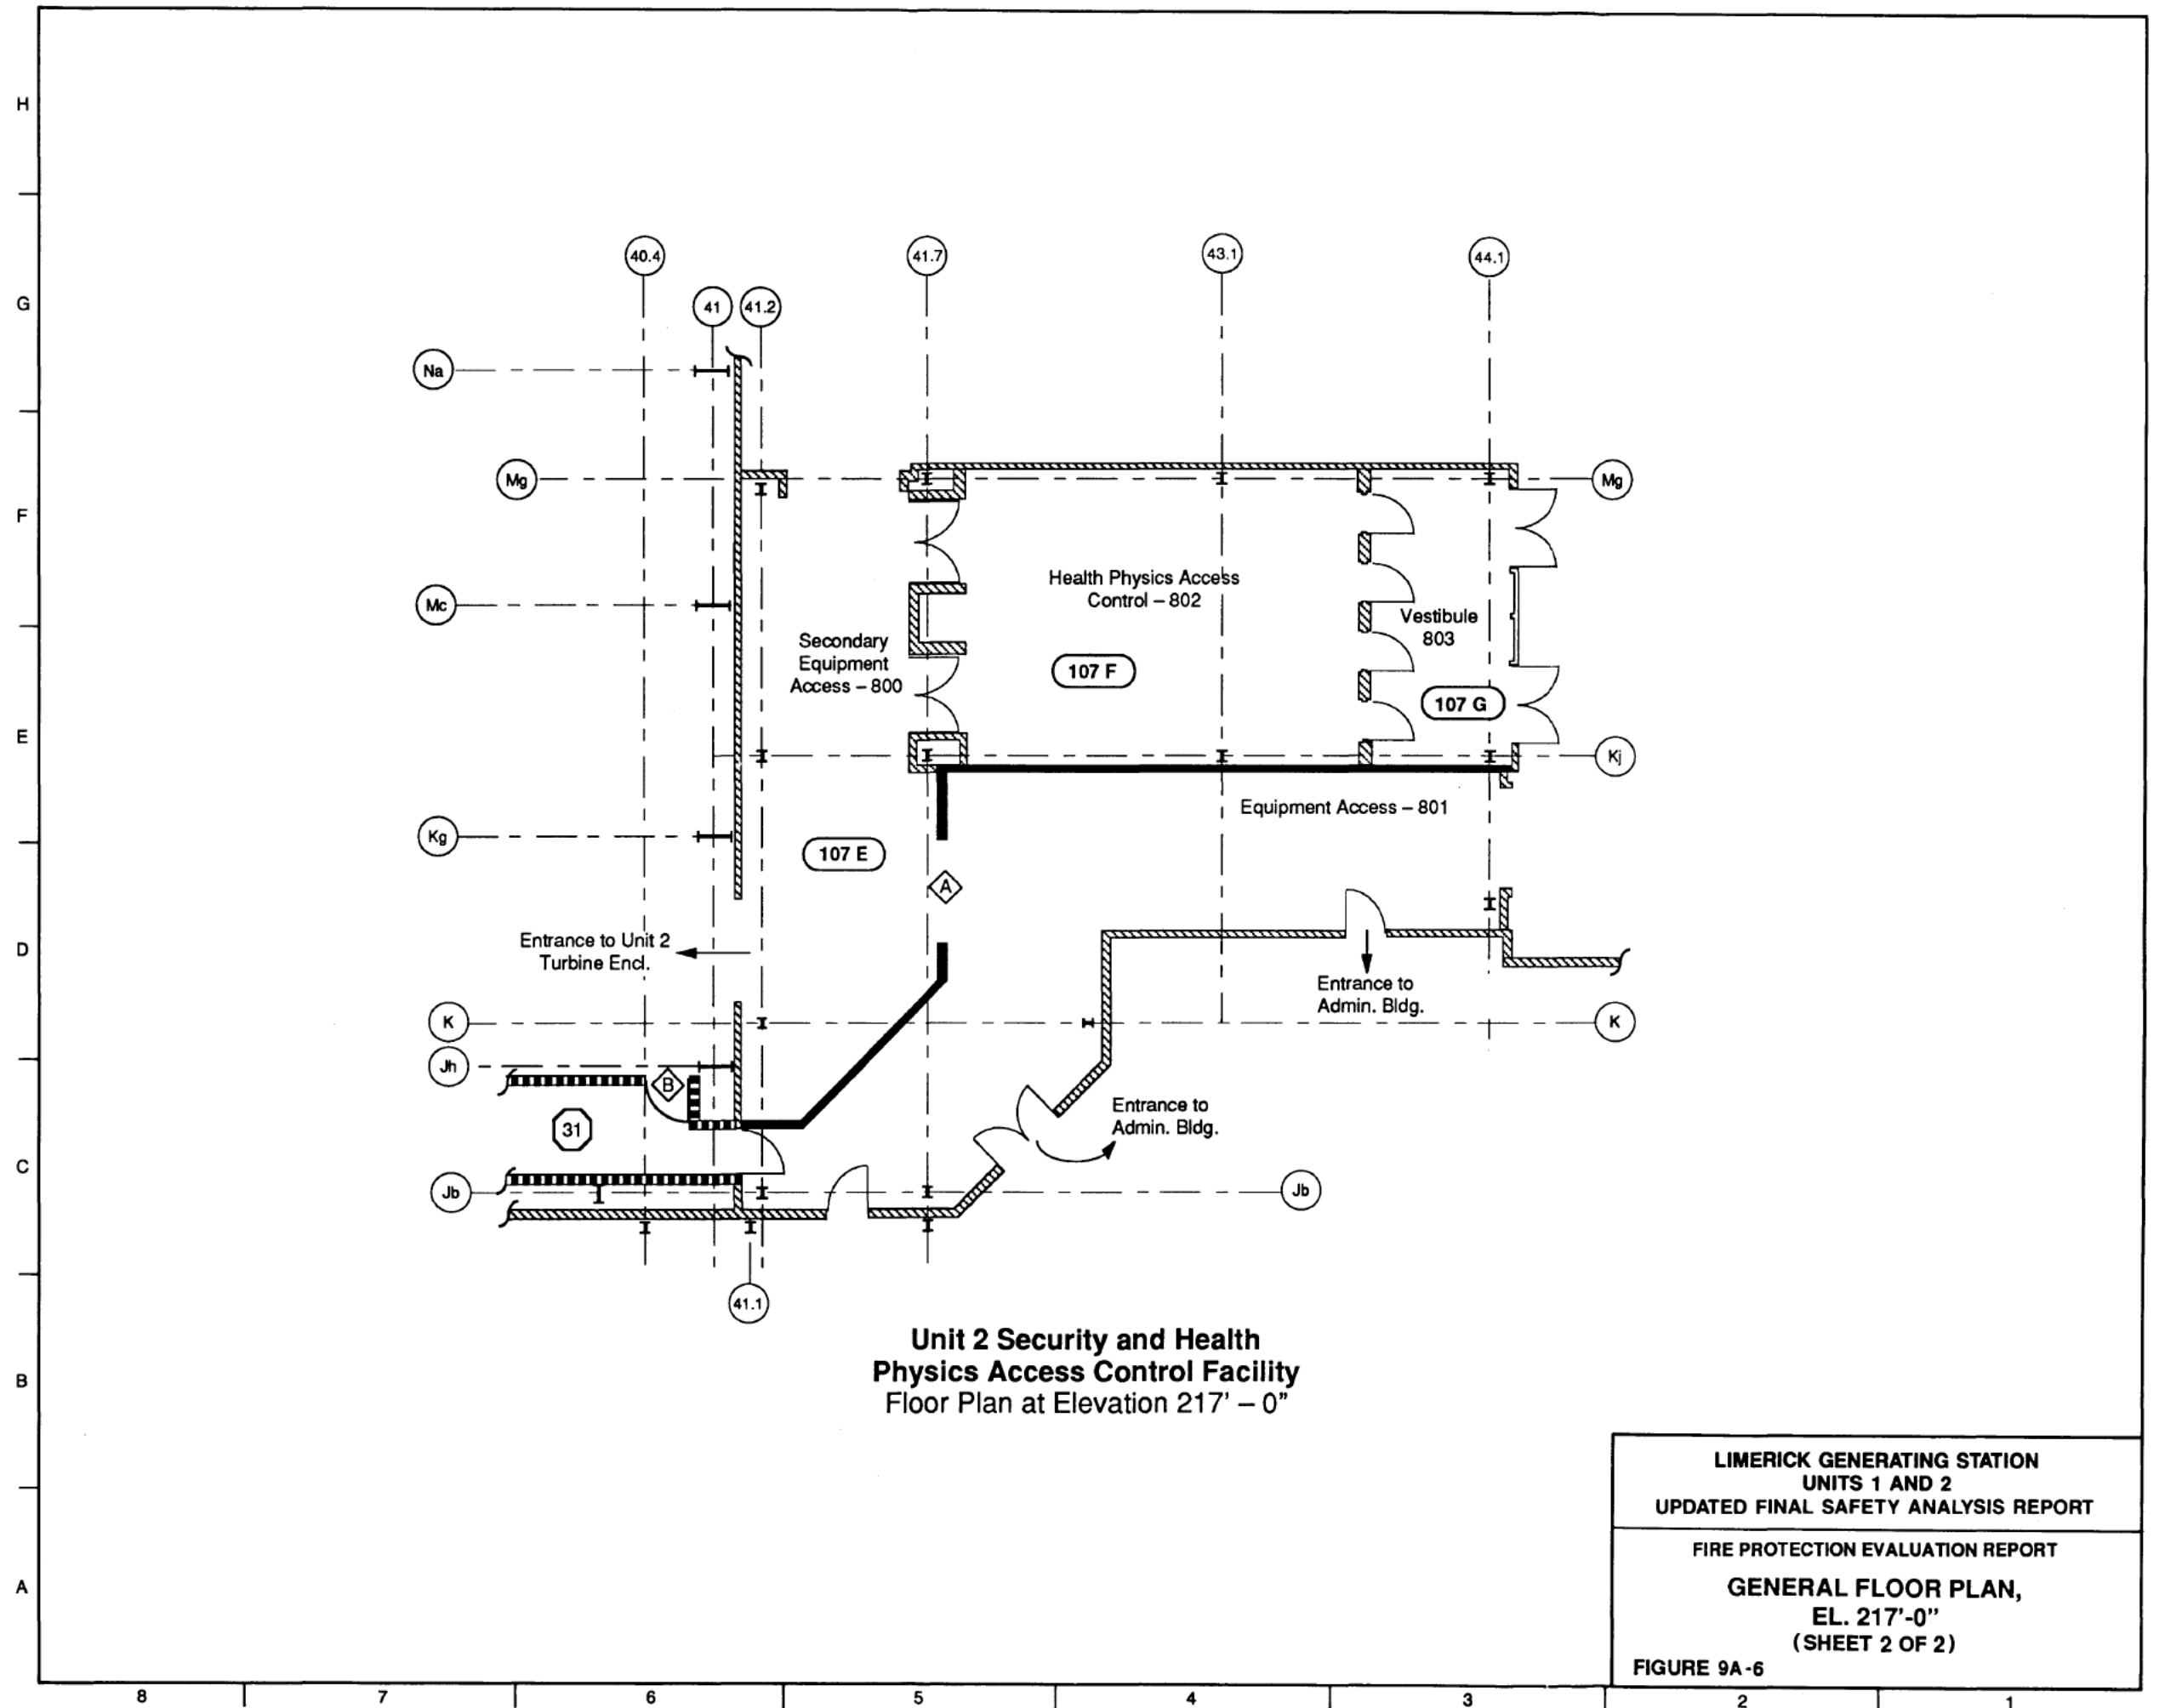 H
G
F
E
D
C
B
A
40.4
41.7
43.1
44.1
41
41.2
Na
Mg
Mg
Mc
Health Physics Access
Control – 802
Vestibule
803
Secondary
Equipment
Access – 800
107 F
107 G
Kj
Equipment Access – 801
Kg
107 E
A
Entrance to Unit 2
Turbine Encl.
Entrance to
Admin. Bldg.
K
K
Jh
B
31
Entrance to
Admin. Bldg.
Jb
Jb
41.1
Unit 2 Security and Health
Physics Access Control Facility
Floor Plan at Elevation 217' – 0”
LIMERICK GENERATING STATION
UNITS 1 AND 2
UPDATED FINAL SAFETY ANALYSIS REPORT
FIRE PROTECTION EVALUATION REPORT
GENERAL FLOOR PLAN,
EL. 217'-0”
(SHEET 2 OF 2)
FIGURE 9A-6
8 7 6 5 4 3 2 1